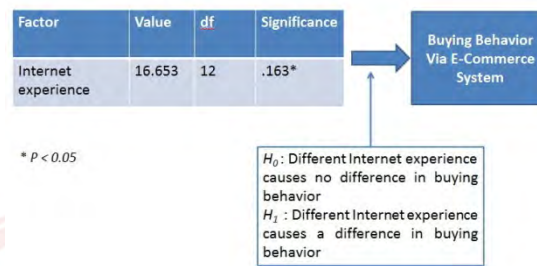 Factor Value df Significance
Internet experience 16.653 12 .163*
Buying Behavior
Via E-Commerce
System
* P < 0.05
H0 : Different Internet experience
causes no difference in buying
behavior
H1 : Different Internet experience
causes a difference in buying
behavior